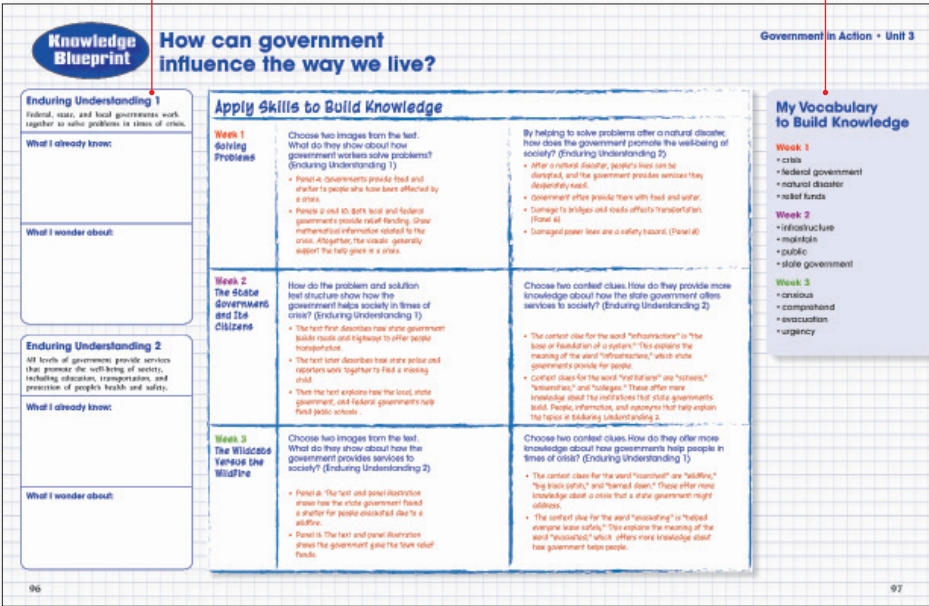 Knowledge
Blueprint
How can government
influence the way we live?
Government in Action • Unit 3
Enduring Understanding 1
Federal, state, and local governments work
together to solve problems in times of crisis.
What I already know:
What I wonder about:
Enduring Understanding 2
All levels of government provide services
that promote the well-being of society,
including education, transportation, and
protection of people's health and safety.
What I already know:
What I wonder about:
Apply Skills to Build Knowledge
Week 1
Solving
Problems
Choose two images from the text.
What do they show about how
government workers solve problems?
(Enduring Understanding 1)
• Panel 4: Governments provide food and
shelter to people who have been affected by
a crisis.
• Panels 2 and 10: Both local and federal
governments provide relief funding. Show
mathematical information related to the
crisis. Altogether, the visuals generally
support the help given in a crisis.
By helping to solve problems after a natural disaster,
how does the government promote the well-being of
society? (Enduring Understanding 2)
• After a natural disaster, people's lives can be
disrupted, and the government provides services they
desperately need.
• Government often provide them with food and water.
• Damage to bridges and roads affects transportation.
(Panel 6)
• Damaged power lines are a safety hazard. (Panel 8)
Week 2
The State
Government
and Its
Citizens
How do the problem and solution
text structure show how the
government helps society in times of
crisis? (Enduring Understanding 1)
• The text first describes how state government
builds roads and highways to offer people
transportation.
• The text later describes how state police and
reporters work together to find a missing
child.
• Then the text explains how the local, state
government, and federal governments help
fund public schools .
Choose two context clues. How do they provide more
knowledge about how the state government offers
services to society? (Enduring Understanding 2)
• The context clue for the word "infrastructure" is "the
base or foundation of a system." This explains the
meaning of the word "infrastructure," which state
governments provide for people.
• Context clues for the word "institutions" are "schools,"
"universities," and "colleges." These offer more
knowledge about the institutions that state governments
build. People, information, and synonyms that help explain
the topics in Enduring Understanding 2.
Week 3
The Wildcats
Versus the
Wildfire
Choose two images from the text.
What do they show about how the
government provides services to
society? (Enduring Understanding 2)
• Panel 8: The text and panel illustration
shows how the state government found
a shelter for people evacuated due to a
wildfire.
• Panel 11: The text and panel illustration
shows the government gave the town relief
funds.
Choose two context clues. How do they offer more
knowledge about how governments help people in
times of crisis? (Enduring Understanding 1)
• The context clues for the word "scorched" are "wildfire,"
"big black patch," and "burned down." These offer more
knowledge about a crisis that a state government might
address.
• The context clue for the word "evacuating" is "helped
everyone leave safely." This explains the meaning of the
word "evacuated," which offers more knowledge about
how government helps people.
My Vocabulary
to Build Knowledge
Week 1
• crisis
• federal government
• natural disaster
• relief funds
Week 2
• infrastructure
• maintain
• public
• state government
Week 3
• anxious
• comprehend
• evacuation
• urgency
96
97